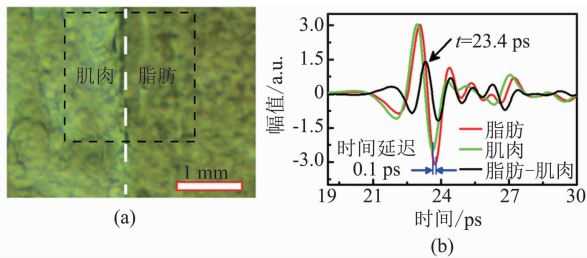 肌肉 脂肪
1 mm
(a)
幅值/a.u.
3.0
1.5
0
-1.5
-3.0
t=23.4 ps
脂肪
肌肉
脂肪-肌肉
时间延迟
0.1 ps
19 21 24 27 30
时间/ps
(b)